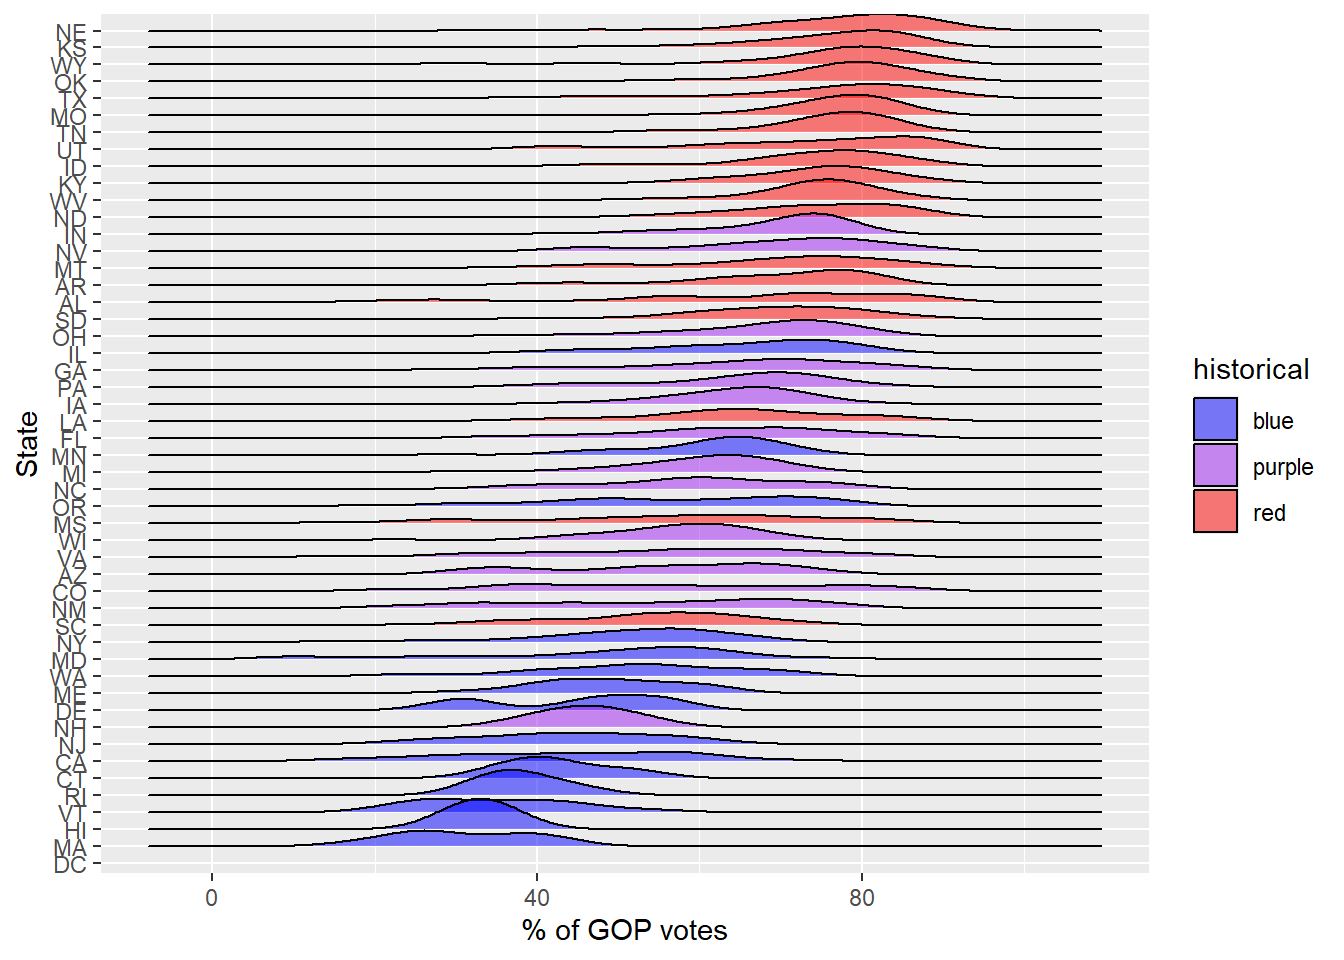 NE
KS
WY
OK
TX
MO
TN
UT
ID
KY
WV
ND
IN
NV
MT
AR
AL
SD
OH
IL
GA
PA
IA
LA
FL
MN
MI
NC
OR
MS
WI
VA
AZ
CO
NM
SC
NY
MD
WA
ME
DE
NH
NJ
CA
CT
RI
VT
HI
MA
DC
State
0 40 80
% of GOP votes
historical
blue
purple
red